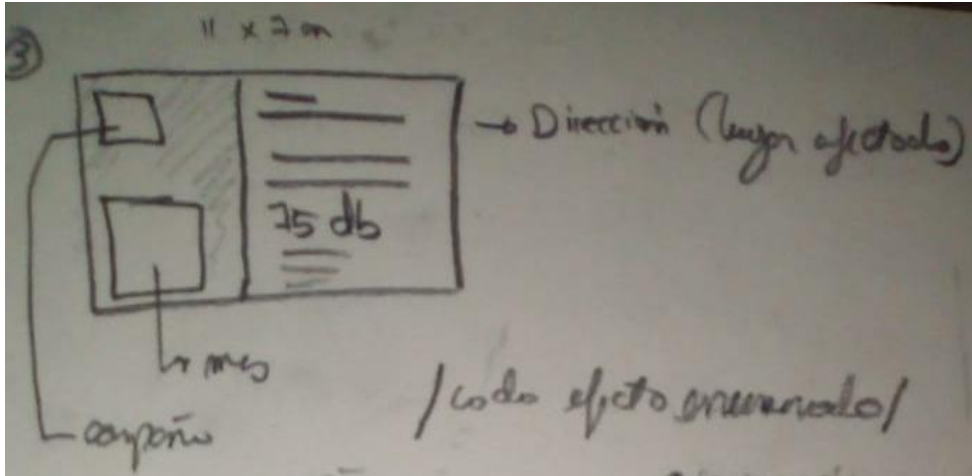 ③
11 x 7 cm
→ Dirección (lugar afectado)
75 db
mes
campaña
/cada efecto enumerado/